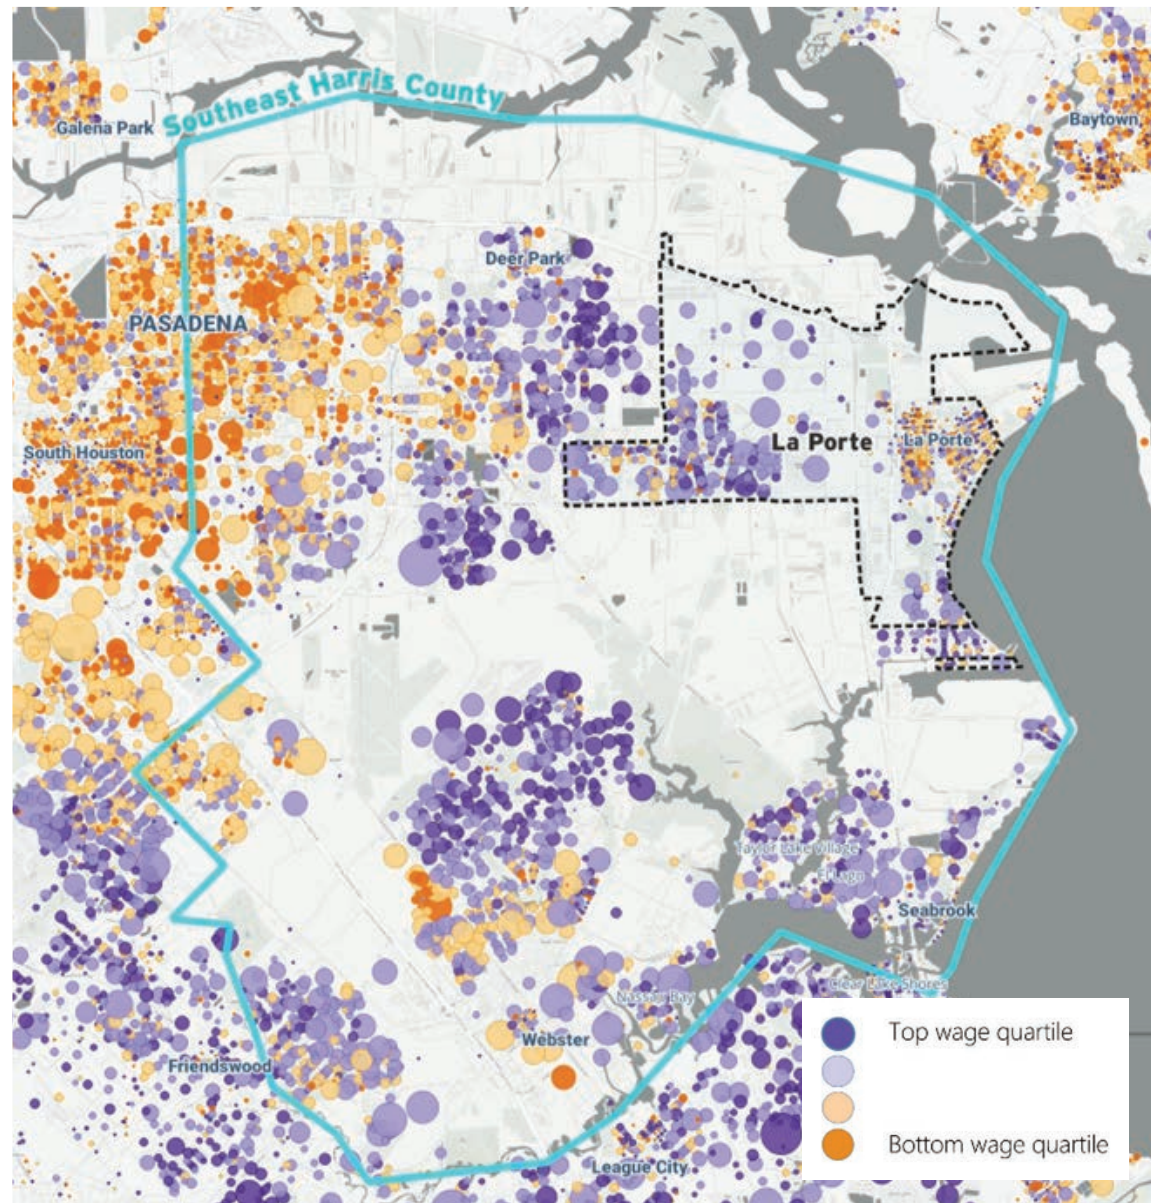 Southeast Harris County
Galena Park
Baytown
Deer Park
PASADENA
South Houston
La Porte
La Porte
Taylor Lake Village
El Lago
Seabrook
Clear Lake Shores
Nassau Bay
Webster
Friendswood
League City
Top wage quartile
Bottom wage quartile